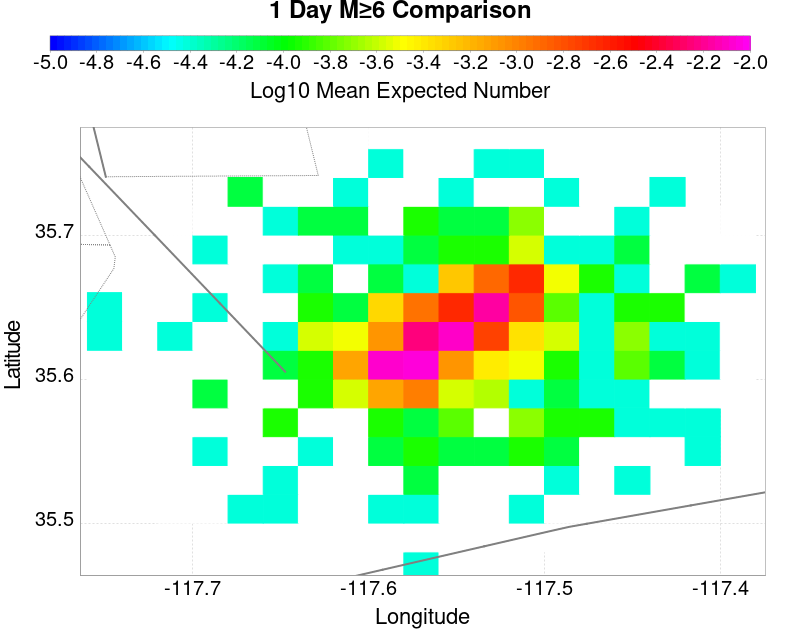 1 Day M≥6 Comparison
-5.0 -4.8 -4.6 -4.4 -4.2 -4.0 -3.8 -3.6 -3.4 -3.2 -3.0 -2.8 -2.6 -2.4 -2.2 -2.0
Log10 Mean Expected Number
35.7
35.6
35.5
Latitude
-117.7 -117.6 -117.5 -117.4
Longitude